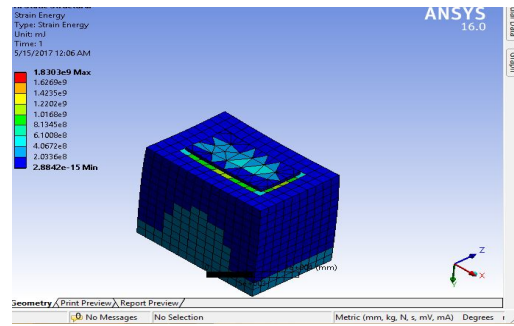 Strain Energy
Type: Strain Energy
Unit: mJ
Time: 1
5/15/2017 12:06 AM
1.8303e9 Max
1.6269e9
1.4235e9
1.2202e9
1.0168e9
8.1345e8
6.1008e8
4.0672e8
2.0336e8
2.8842e-15 Min
ANSYS
16.0
Graph
(mm)
Z
X
Y
Geometry Print Preview Report Preview
0 No Messages No Selection Metric (mm, kg, N, s, mV, mA) Degrees